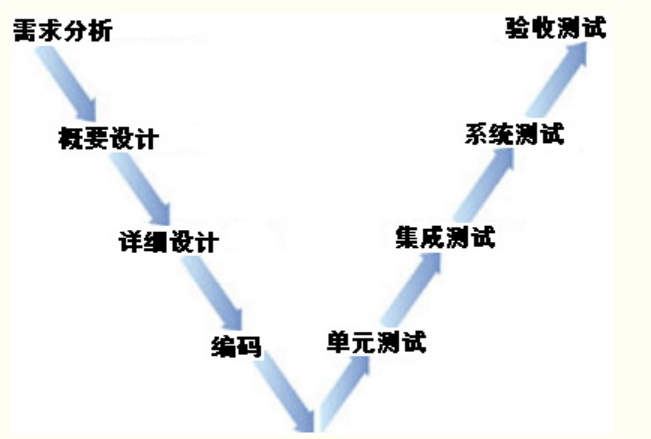 需求分析
验收测试
概要设计
系统测试
详细设计
集成测试
编码
单元测试